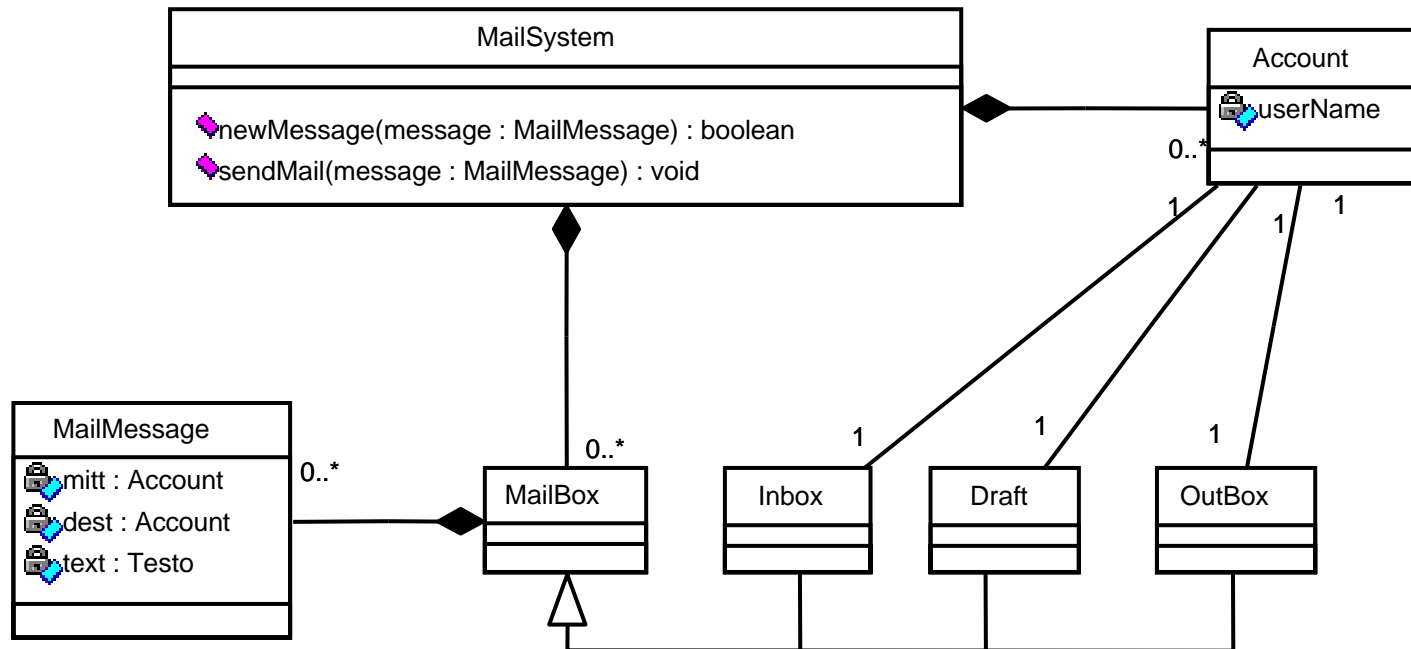 MailSystem
newMessage(message : MailMessage) : boolean
sendMail(message : MailMessage) : void
Account
userName
0..*
1
1
1
MailMessage
mitt : Account
dest : Account
text : Testo
0..*
0..*
MailBox
1
Inbox
1
Draft
1
OutBox